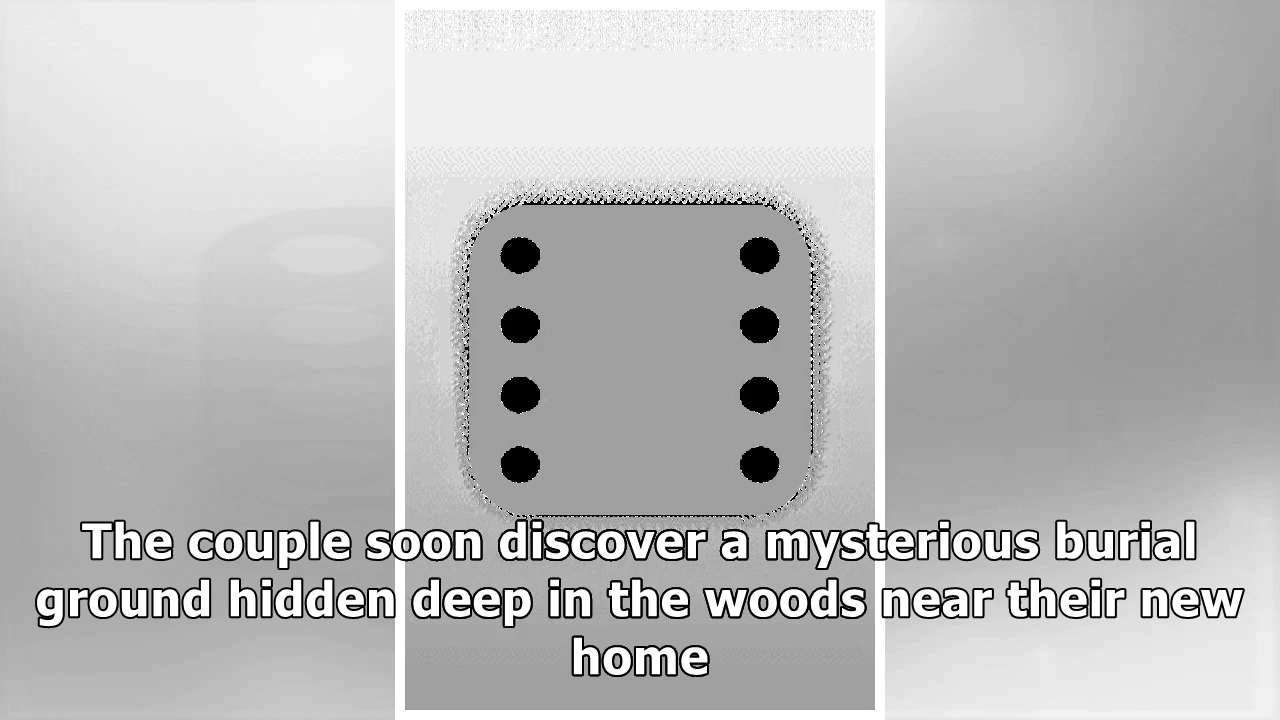 The couple soon discover a mysterious burial
ground hidden deep in the woods near their new
home